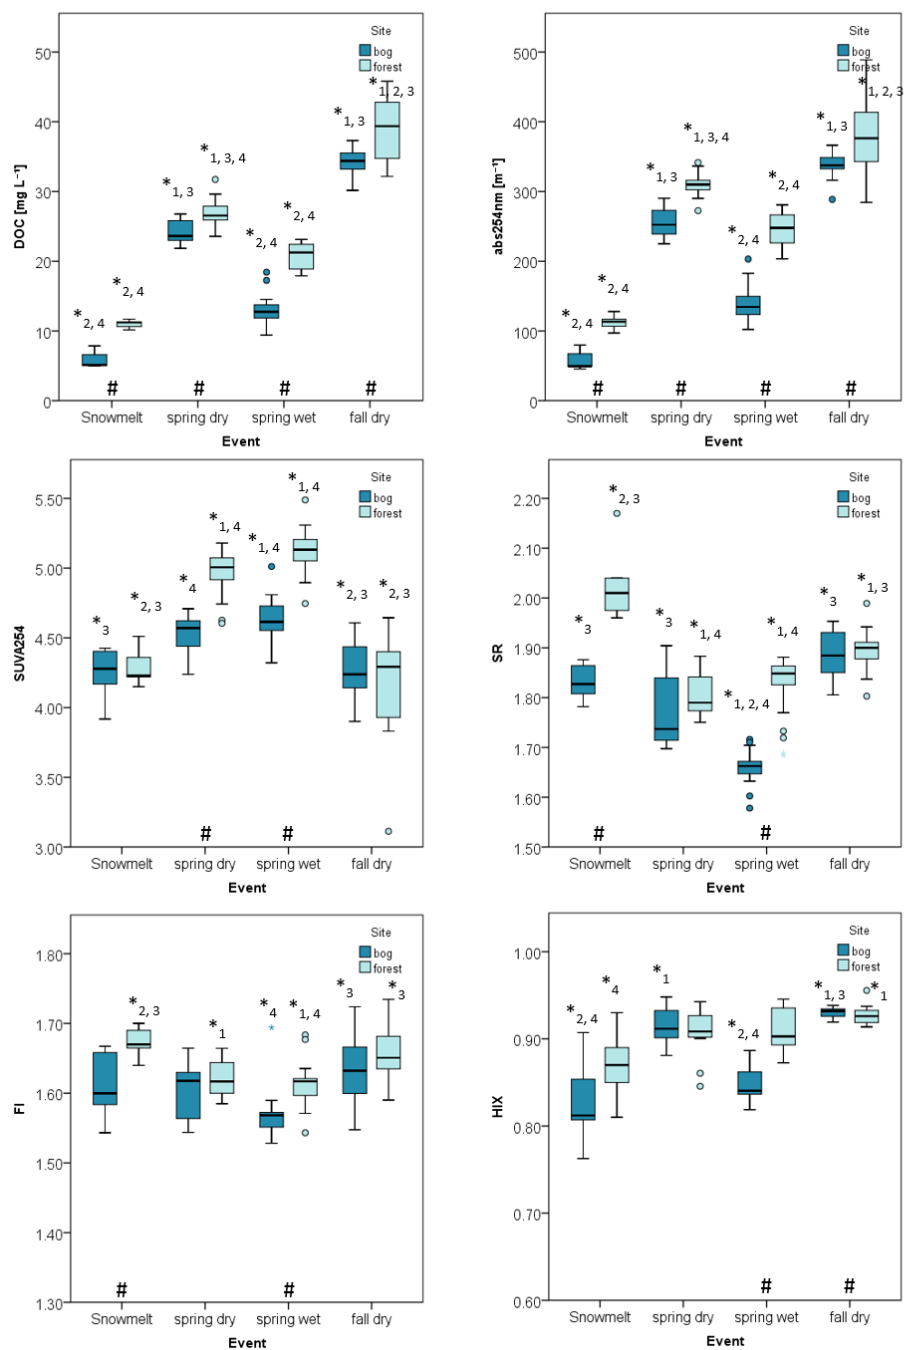 Site
bog
forest
50
40
30
20
10
0
DOC [mg L⁻¹]
* 2, 4
* 2, 4
* 1, 3
* 1, 3, 4
* 2, 4
* 2, 4
* 1, 3
* 1, 2, 3
# # # #
Snowmelt spring dry spring wet fall dry
Event
Site
bog
forest
500
400
300
200
100
0
abs254nm [m⁻¹]
* 2, 4
* 2, 4
* 1, 3
* 1, 3, 4
* 2, 4
* 2, 4
* 1, 3
* 1, 2, 3
# # # #
Snowmelt spring dry spring wet fall dry
Event
Site
bog
forest
5.50
5.00
4.50
4.00
3.50
3.00
SUVA254
* 3
* 2, 3
* 4
* 1, 4
* 1, 4
* 1, 4
* 2, 3
* 2, 3
# #
Snowmelt spring dry spring wet fall dry
Event
Site
bog
forest
2.20
2.10
2.00
1.90
1.80
1.70
1.60
1.50
SR
* 3
* 2, 3
* 3
* 1, 4
* 1, 2, 4
* 1, 4
* 3
* 1, 3
# #
Snowmelt spring dry spring wet fall dry
Event
Site
bog
forest
1.80
1.70
1.60
1.50
1.40
1.30
FI
* 2, 3
* 1
* 4
* 1, 4
* 3
* 3
# #
Snowmelt spring dry spring wet fall dry
Event
Site
bog
forest
1.00
0.90
0.80
0.70
0.60
HIX
* 2, 4
* 4
* 1
* 2, 4
* 1, 3
* 1
# #
Snowmelt spring dry spring wet fall dry
Event